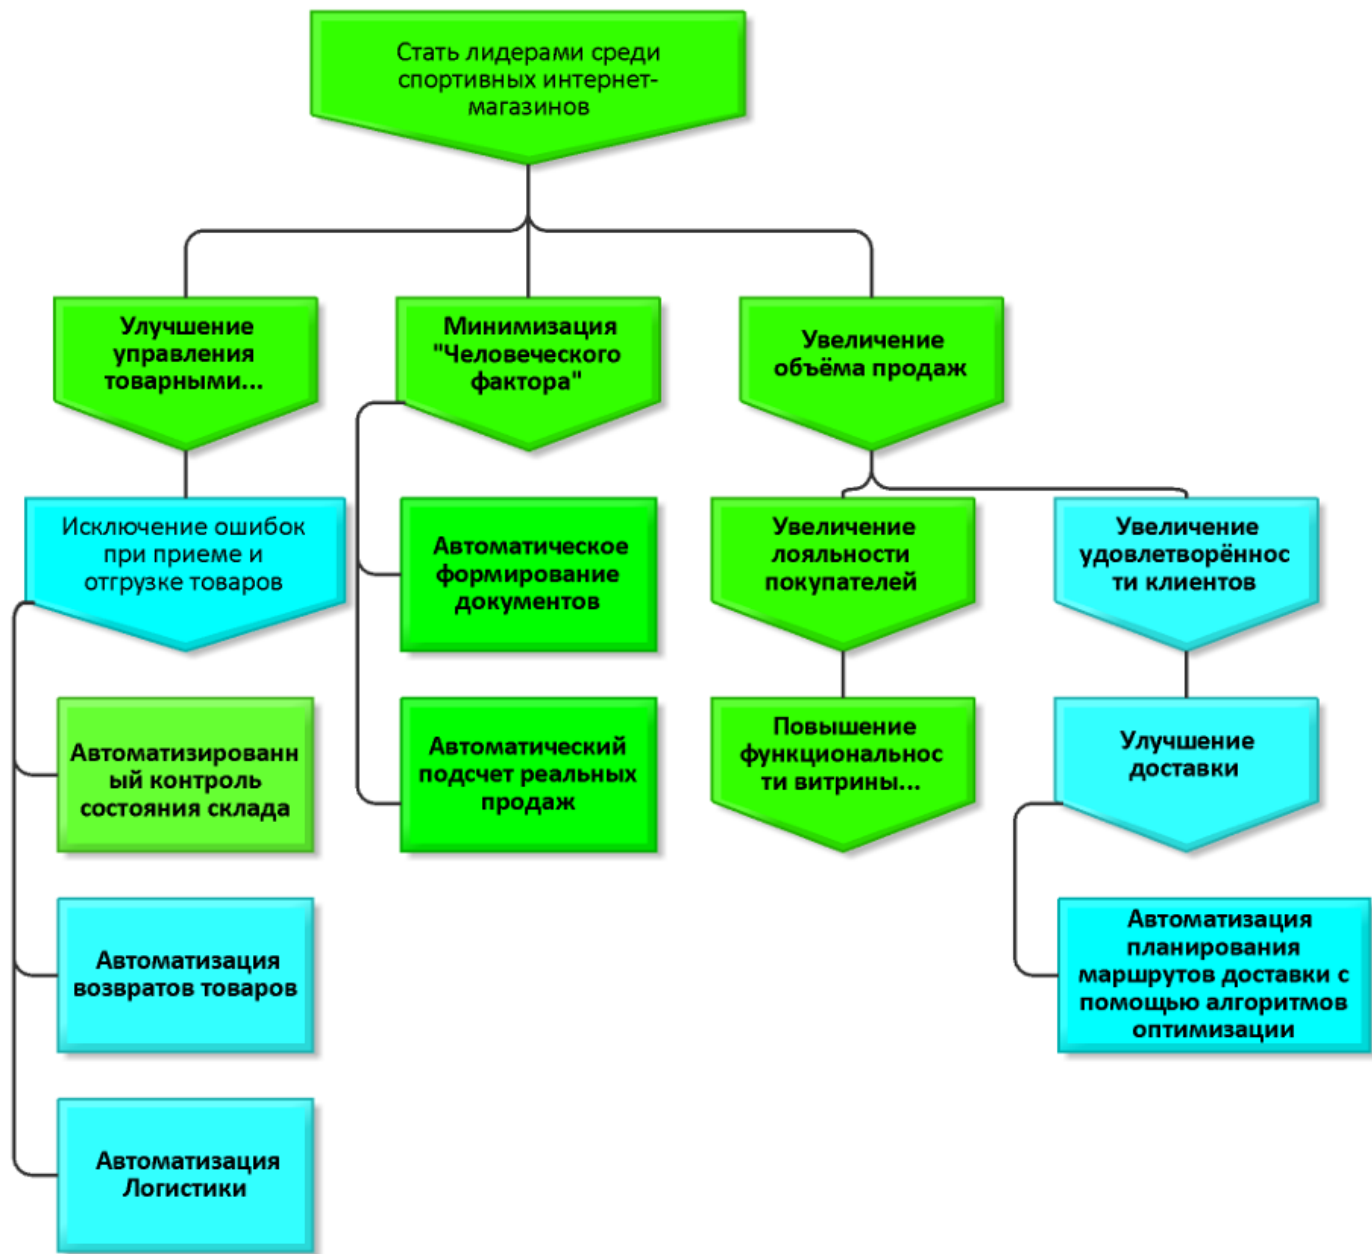 Стать лидерами среди
спортивных интернет-
магазинов
Улучшение
управления
товарными...
Минимизация
"Человеческого
фактора"
Увеличение
объёма продаж
Исключение ошибок
при приеме и
отгрузке товаров
Автоматическое
формирование
документов
Увеличение
лояльности
покупателей
Увеличение
удовлетворённос
ти клиентов
Автоматизированн
ый контроль
состояния склада
Автоматический
подсчет реальных
продаж
Повышение
функциональнос
ти витрины...
Улучшение
доставки
Автоматизация
возвратов товаров
Автоматизация
планирования
маршрутов доставки с
помощью алгоритмов
оптимизации
Автоматизация
Логистики